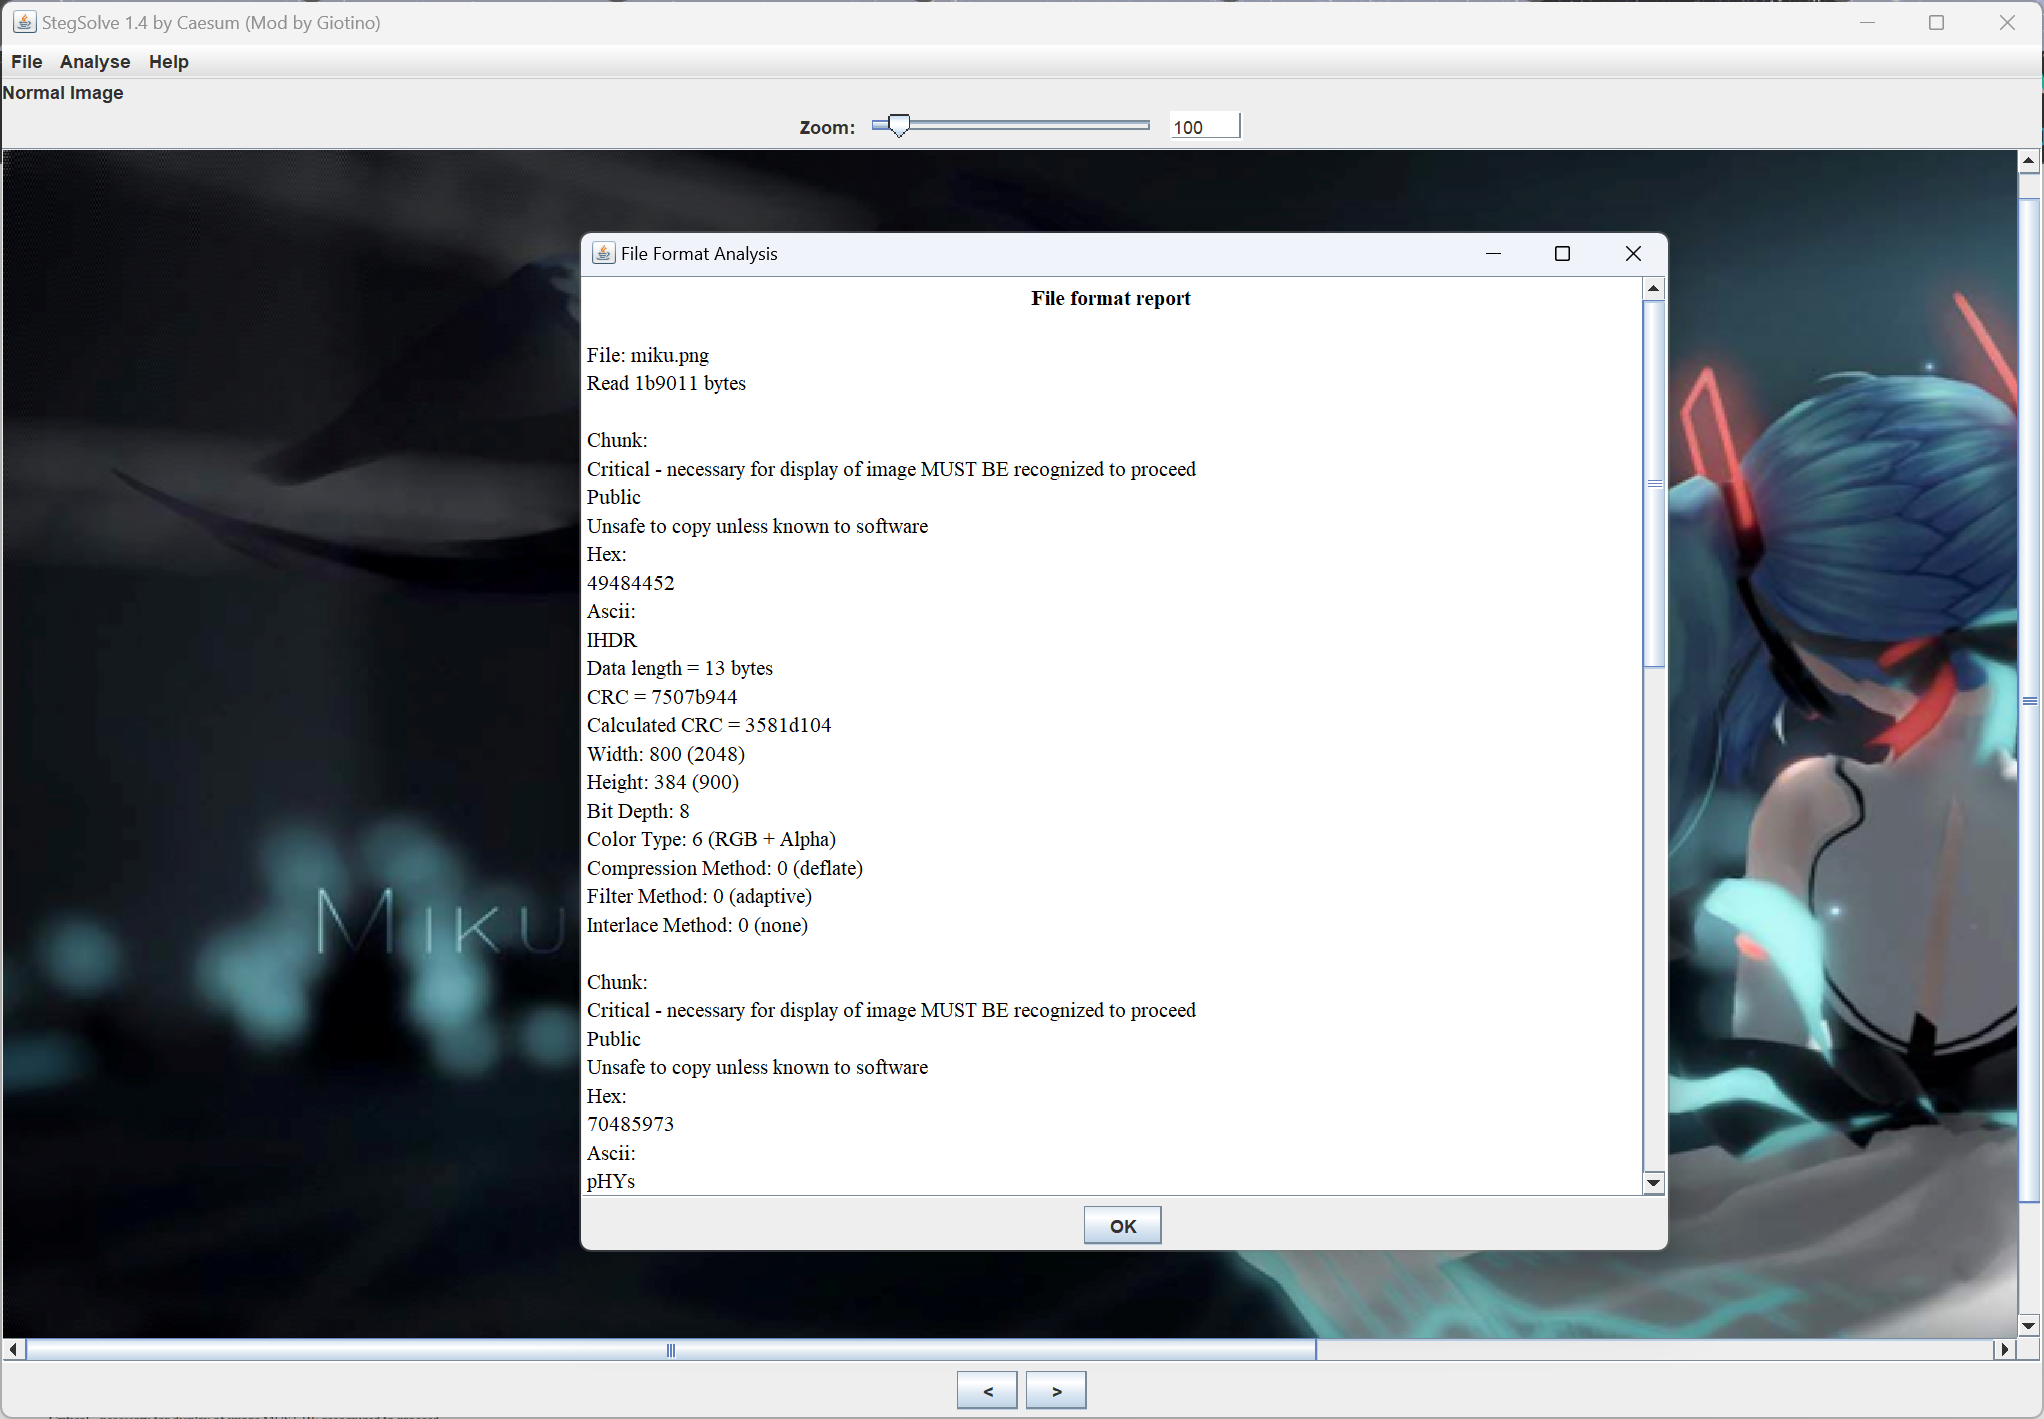 StegSolve 1.4 by Caesum (Mod by Giotino)
File Analyse Help
Normal Image
Zoom: 100
File Format Analysis
File format report
File: miku.png
Read 1b9011 bytes
Chunk:
Critical - necessary for display of image MUST BE recognized to proceed
Public
Unsafe to copy unless known to software
Hex:
49484452
Ascii:
IHDR
Data length = 13 bytes
CRC = 7507b944
Calculated CRC = 3581d104
Width: 800 (2048)
Height: 384 (900)
Bit Depth: 8
Color Type: 6 (RGB + Alpha)
Compression Method: 0 (deflate)
Filter Method: 0 (adaptive)
Interlace Method: 0 (none)
Chunk:
Critical - necessary for display of image MUST BE recognized to proceed
Public
Unsafe to copy unless known to software
Hex:
70485973
Ascii:
pHYs
OK
MIKU
< >